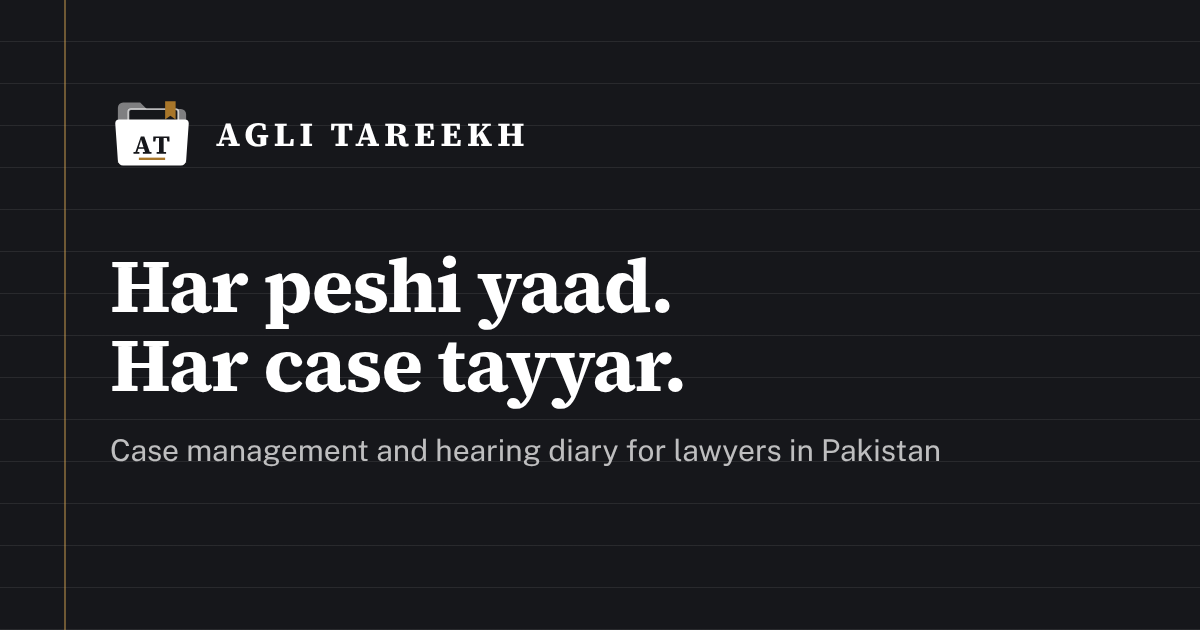 AT
AGLI TAREEKH
Har peshi yaad.
Har case tayyar.
Case management and hearing diary for lawyers in Pakistan